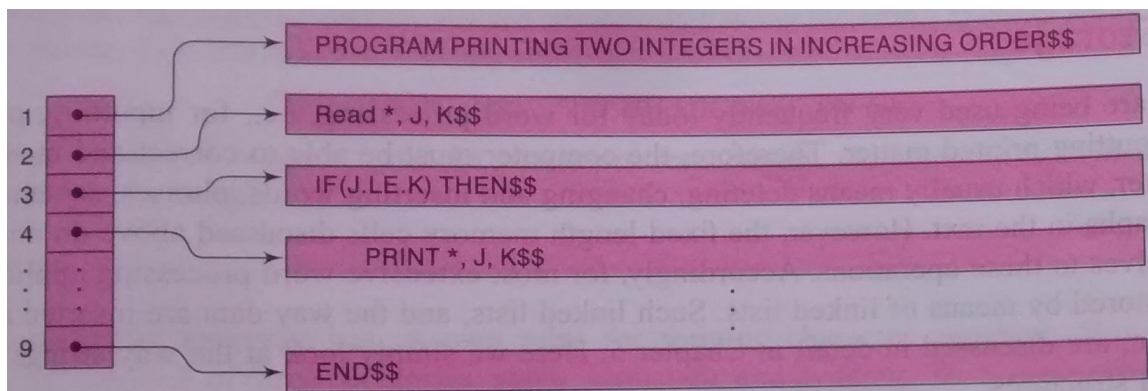 PROGRAM PRINTING TWO INTEGERS IN INCREASING ORDER$$
1 Read *, J, K$$
2
3 IF(J.LE.K) THEN$$
4 PRINT *, J, K$$
9
END$$